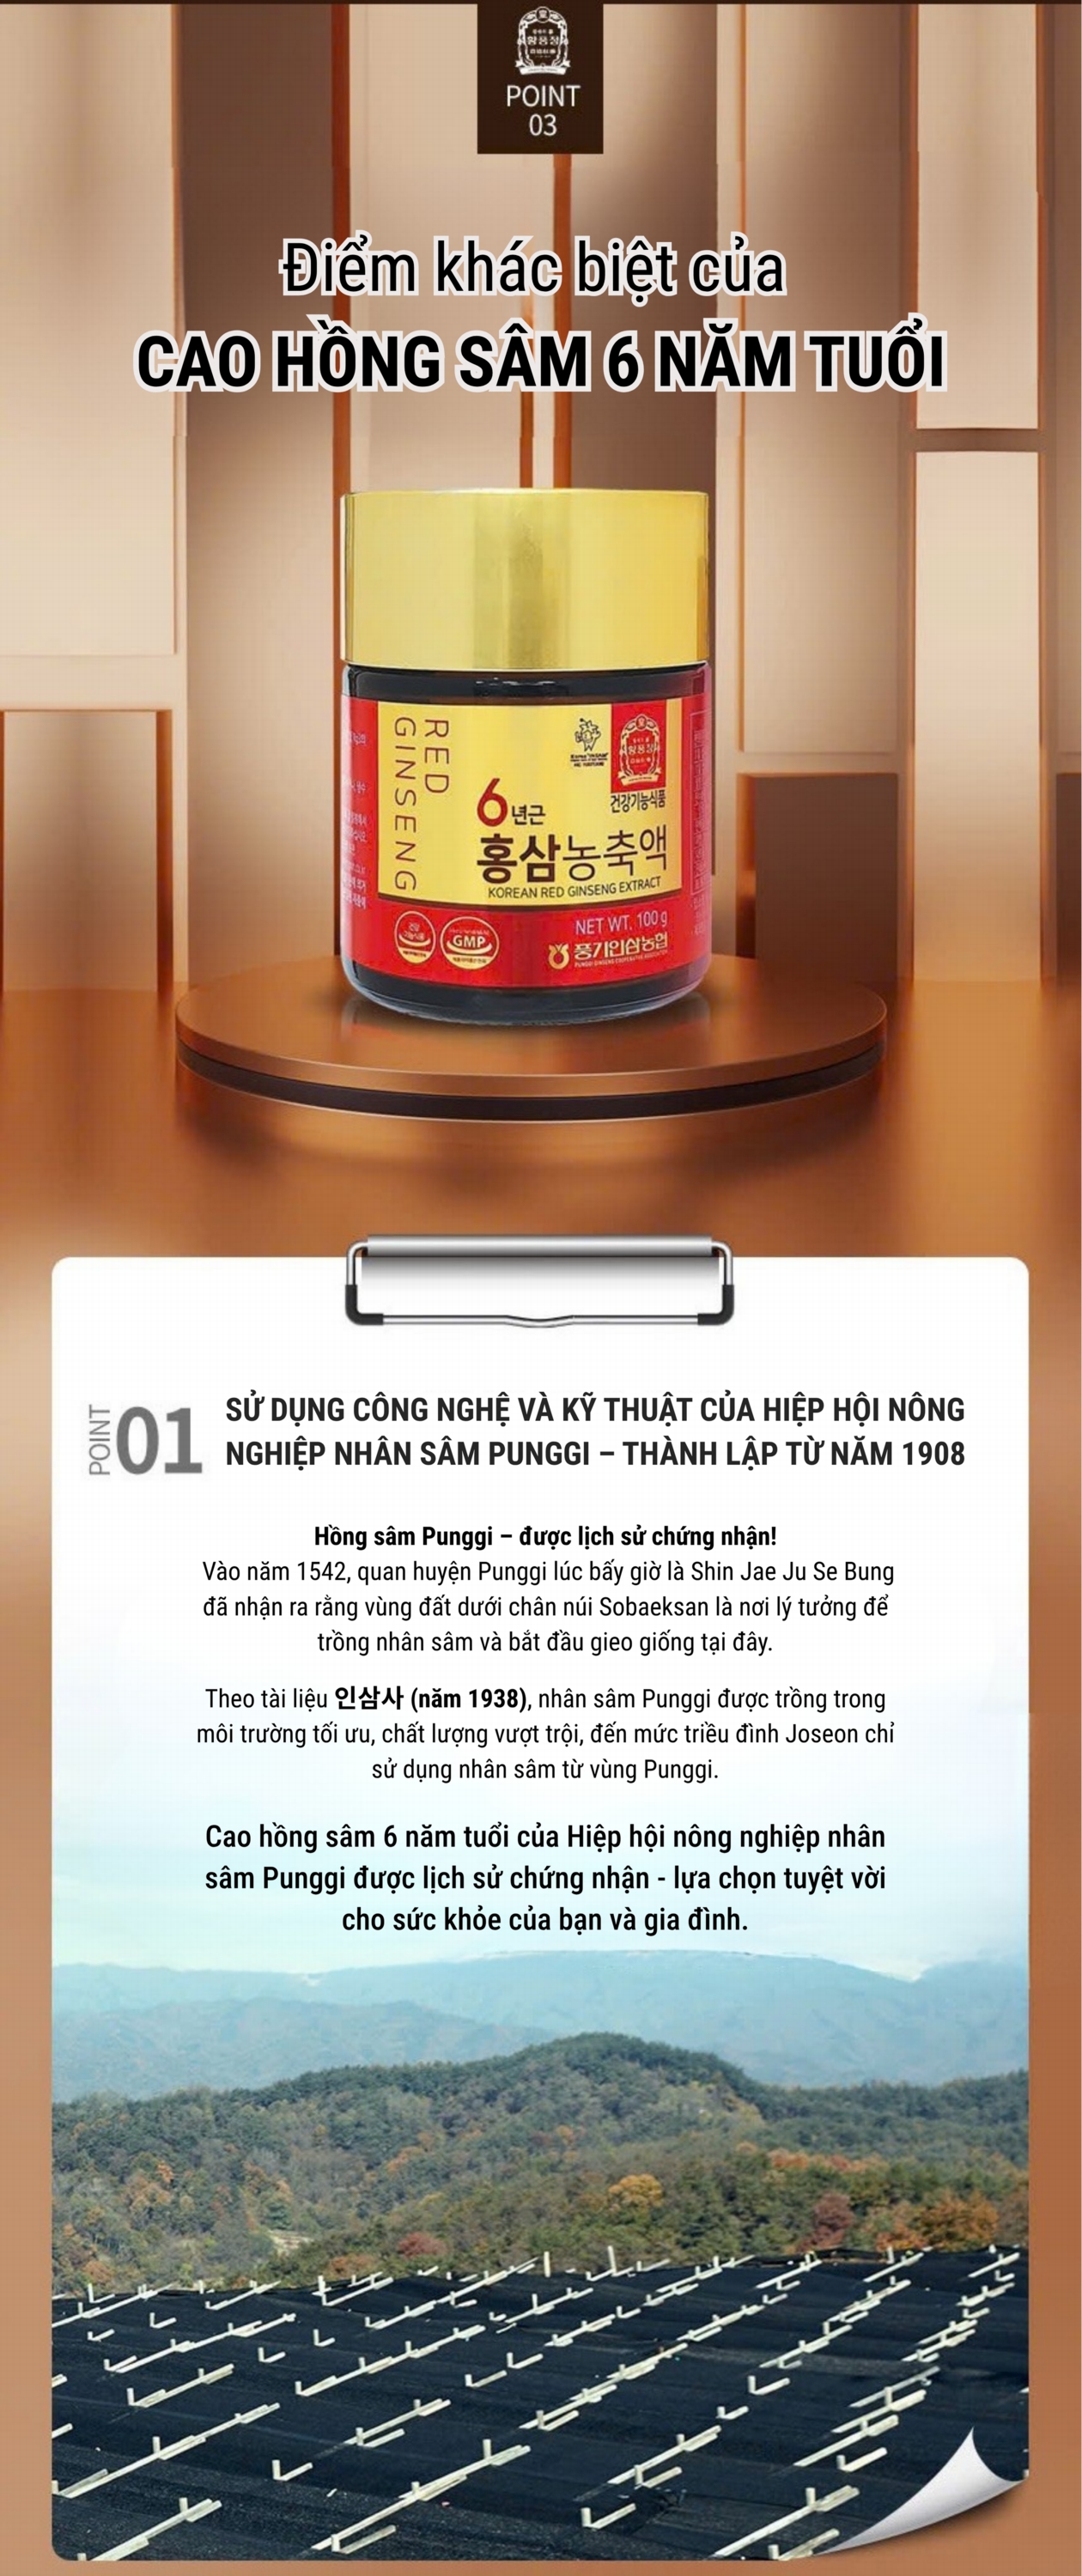 POINT
03
Điểm khác biệt của
CAO HỒNG SÂM 6 NĂM TUỔI
RED
GINSENG
황풍정
건강기능식품
6년근
홍삼농축액
KOREAN RED GINSENG EXTRACT
NET WT. 100 g
건강
기능식품
GMP
풍기인삼농협
POINT
01
SỬ DỤNG CÔNG NGHỆ VÀ KỸ THUẬT CỦA HIỆP HỘI NÔNG
NGHIỆP NHÂN SÂM PUNGGI – THÀNH LẬP TỪ NĂM 1908
Hồng sâm Punggi – được lịch sử chứng nhận!
Vào năm 1542, quan huyện Punggi lúc bấy giờ là Shin Jae Ju Se Bung
đã nhận ra rằng vùng đất dưới chân núi Sobaeksan là nơi lý tưởng để
trồng nhân sâm và bắt đầu gieo giống tại đây.
Theo tài liệu 인삼사 (năm 1938), nhân sâm Punggi được trồng trong
môi trường tối ưu, chất lượng vượt trội, đến mức triều đình Joseon chỉ
sử dụng nhân sâm từ vùng Punggi.
Cao hồng sâm 6 năm tuổi của Hiệp hội nông nghiệp nhân
sâm Punggi được lịch sử chứng nhận - lựa chọn tuyệt vời
cho sức khỏe của bạn và gia đình.